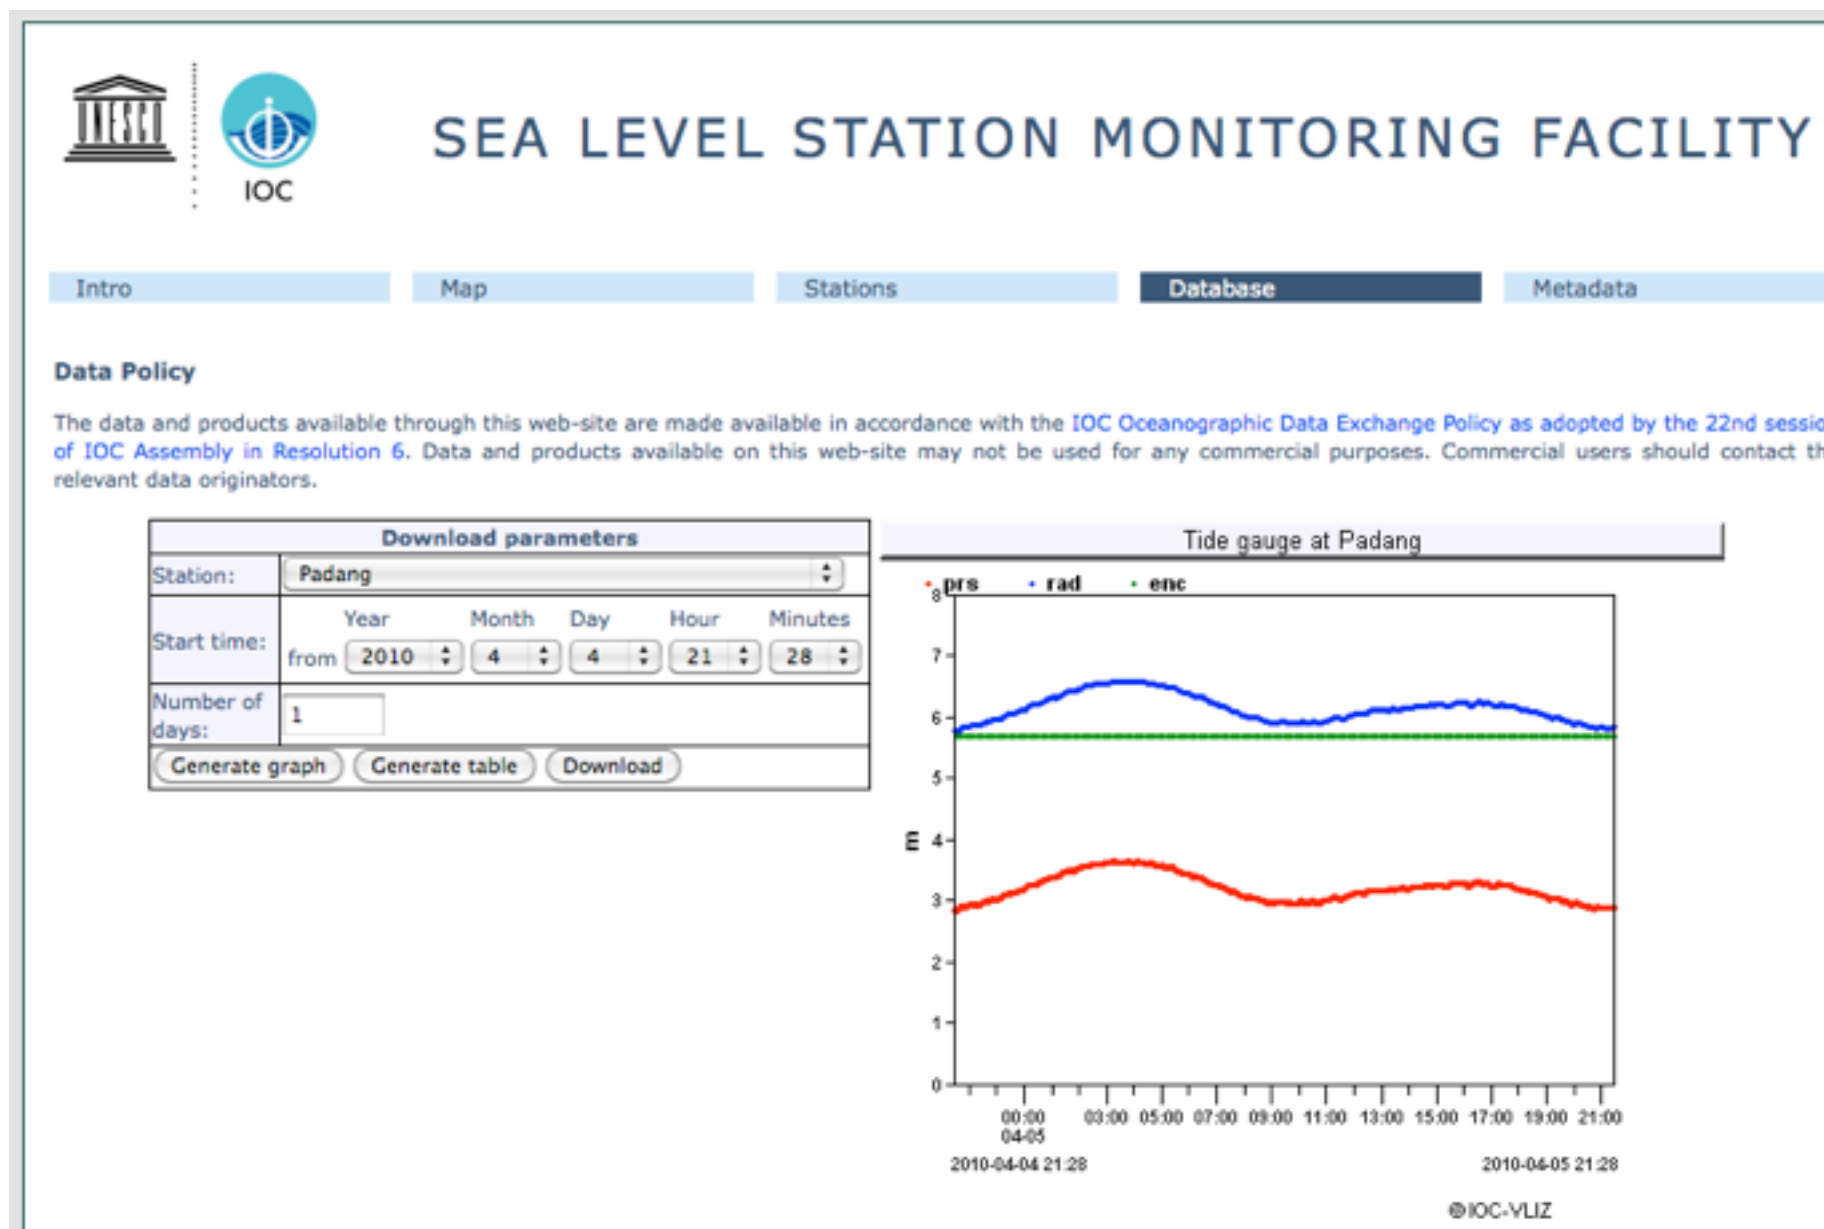 UNESCO
IOC
SEA LEVEL STATION MONITORING FACILITY
Intro Map Stations Database Metadata
Data Policy
The data and products available through this web-site are made available in accordance with the IOC Oceanographic Data Exchange Policy as adopted by the 22nd sessio
of IOC Assembly in Resolution 6. Data and products available on this web-site may not be used for any commercial purposes. Commercial users should contact th
relevant data originators.
Download parameters
Station: Padang
Year Month Day Hour Minutes
Start time: from 2010 4 4 21 28
Number of
days: 1
Generate graph Generate table Download
Tide gauge at Padang
prs rad enc
8
7
6
5
4
m
3
2
1
0
00:00 03:00 05:00 07:00 09:00 11:00 13:00 15:00 17:00 19:00 21:00
04-05
2010-04-04 21:28 2010-04-05 21:28
©IOC-VLIZ